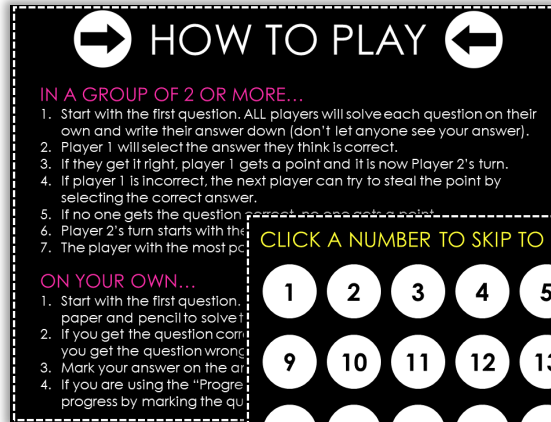 HOW TO PLAY
IN A GROUP OF 2 OR MORE...
1. Start with the first question. ALL players will solve each question on their
own and write their answer down (don't let anyone see your answer).
2. Player 1 will select the answer they think is correct.
3. If they get it right, player 1 gets a point and it is now Player 2's turn.
4. If player 1 is incorrect, the next player can try to steal the point by
selecting the correct answer.
5. If no one gets the question correct, no one gets a point.
6. Player 2's turn starts with the
7. The player with the most
ON YOUR OWN...
1. Start with the first question.
paper and pencil to solve
2. If you get the question
you get the question wrong
3. Mark your answer on the
4. If you are using the "Progre
progress by marking the qu
CLICK A NUMBER TO SKIP TO
1 2 3 4 5
9 10 11 12 13